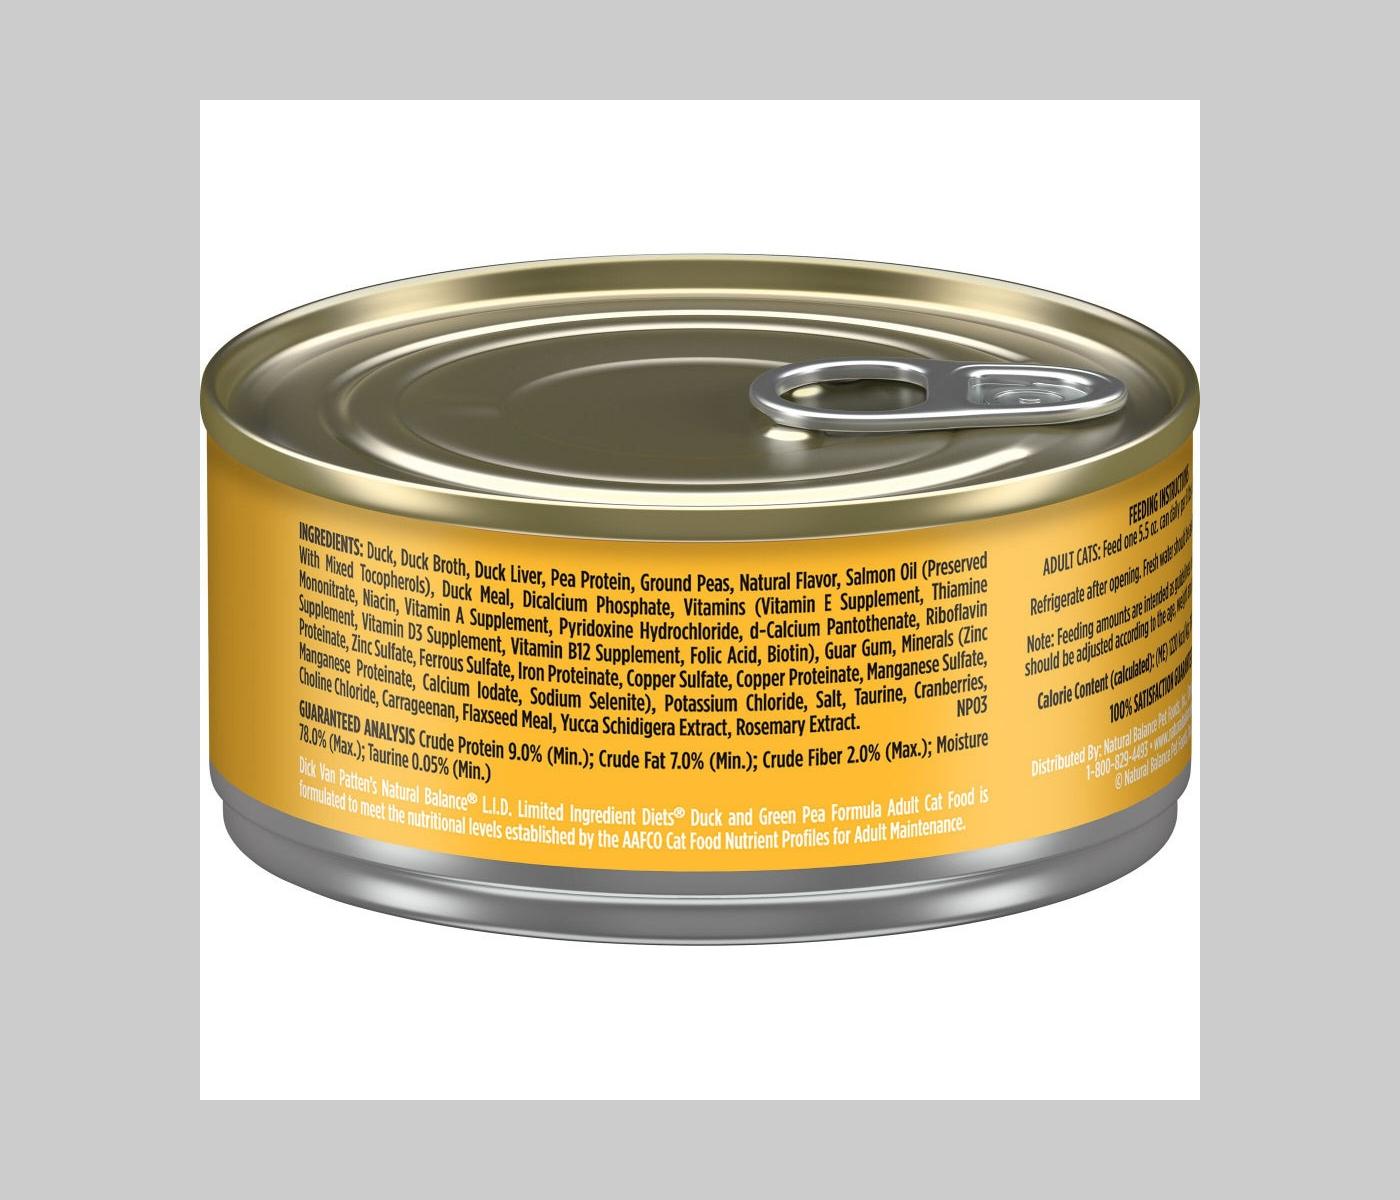 INGREDIENTS: Duck, Duck Broth, Duck Liver, Pea Protein, Ground Peas, Natural Flavor, Salmon Oil (Preserved
With Mixed Tocopherols), Duck Meal, Dicalcium Phosphate, Vitamins (Vitamin E Supplement, Thiamine
Mononitrate, Niacin, Vitamin A Supplement, Pyridoxine Hydrochloride, d-Calcium Pantothenate, Riboflavin
Supplement, Vitamin D3 Supplement, Vitamin B12 Supplement, Folic Acid, Biotin), Guar Gum, Minerals (Zinc
Proteinate, Zinc Sulfate, Ferrous Sulfate, Iron Proteinate, Copper Sulfate, Copper Proteinate, Manganese Sulfate,
Manganese Proteinate, Calcium Iodate, Sodium Selenite), Potassium Chloride, Salt, Taurine, Cranberries,
Choline Chloride, Carrageenan, Flaxseed Meal, Yucca Schidigera Extract, Rosemary Extract. NP03
GUARANTEED ANALYSIS Crude Protein 9.0% (Min.); Crude Fat 7.0% (Min.); Crude Fiber 2.0% (Max.); Moisture
78.0% (Max.); Taurine 0.05% (Min.)
Dick Van Patten's Natural Balance® L.I.D. Limited Ingredient Diets® Duck and Green Pea Formula Adult Cat Food is
formulated to meet the nutritional levels established by the AAFCO Cat Food Nutrient Profiles for Adult Maintenance.
FEEDING
ADULT CATS: Feed one 5.5 oz. can daily
Refrigerate after opening. Fresh water should
Note: Feeding amounts are intended as
should be adjusted according to the age, weight
Calorie Content (calculated): (ME)
100% SATISFACTION
Distributed By: Natural Balance Pet Foods,
1-800-829-4493 •
© Natural Balance Pet